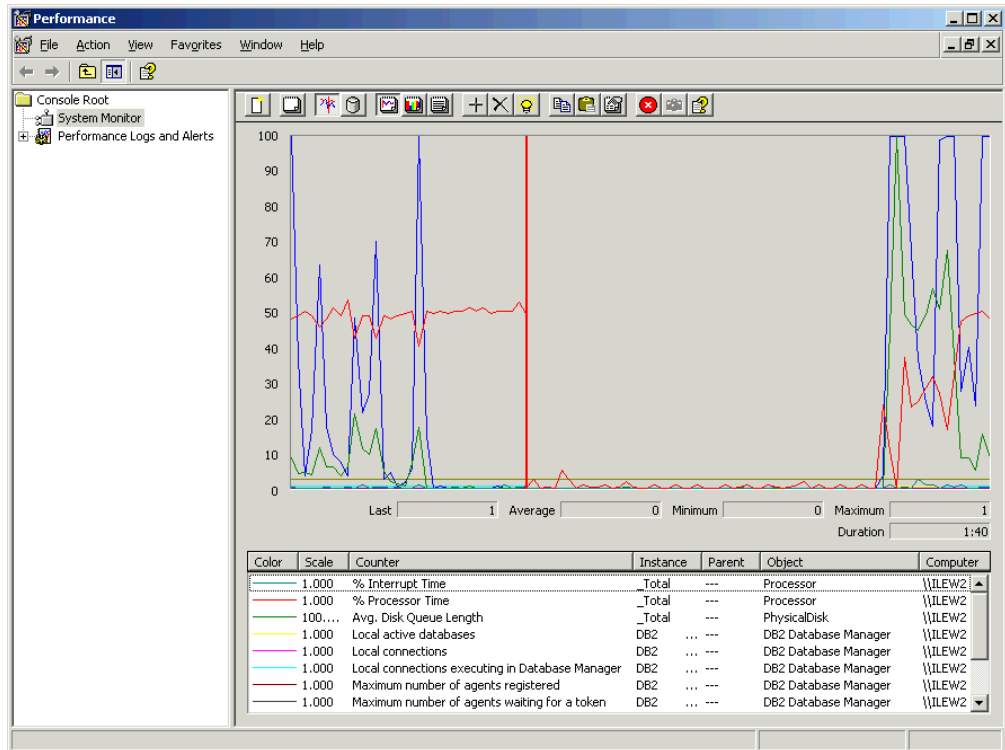 Performance
File Action View Favorites Window Help
Console Root
System Monitor
Performance Logs and Alerts
100
90
80
70
60
50
40
30
20
10
0
Last 1 Average 0 Minimum 0 Maximum 1
Duration 1:40
Color Scale Counter Instance Parent Object Computer
1.000 % Interrupt Time _Total --- Processor \\ILEW2
1.000 % Processor Time _Total --- Processor \\ILEW2
100.... Avg. Disk Queue Length _Total --- PhysicalDisk \\ILEW2
1.000 Local active databases DB2 ... --- DB2 Database Manager \\ILEW2
1.000 Local connections DB2 ... --- DB2 Database Manager \\ILEW2
1.000 Local connections executing in Database Manager DB2 ... --- DB2 Database Manager \\ILEW2
1.000 Maximum number of agents registered DB2 ... --- DB2 Database Manager \\ILEW2
1.000 Maximum number of agents waiting for a token DB2 ... --- DB2 Database Manager \\ILEW2